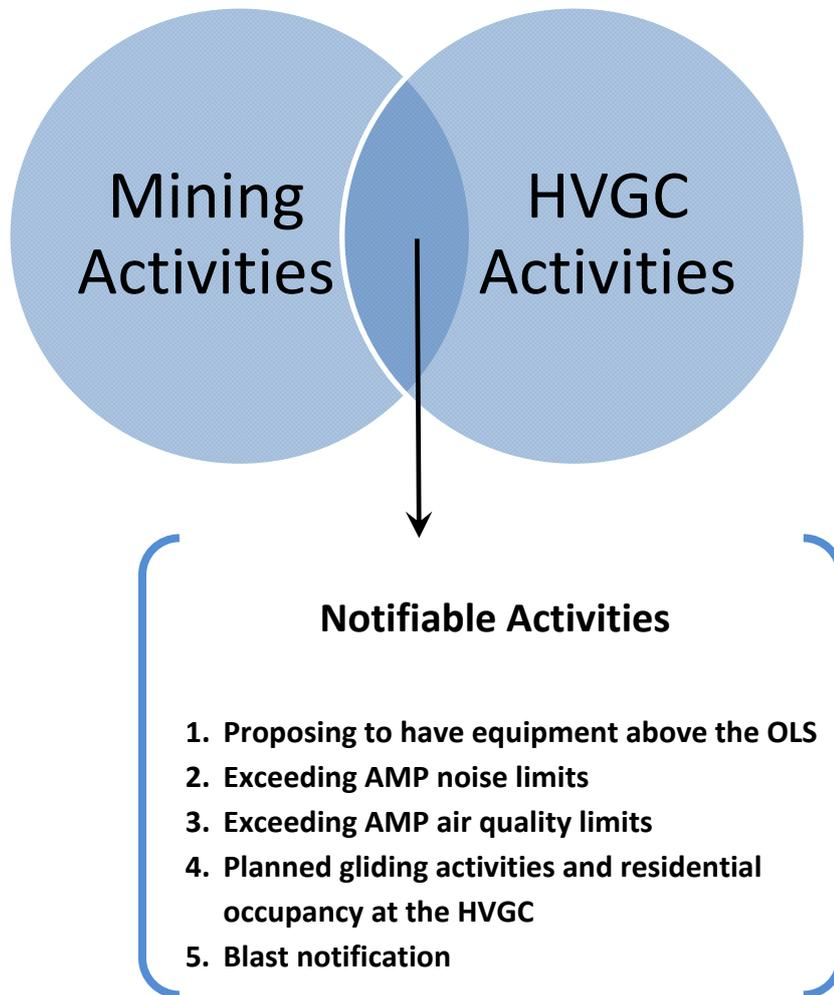 Mining
Activities
HVGC
Activities
Notifiable Activities
1. Proposing to have equipment above the OLS
2. Exceeding AMP noise limits
3. Exceeding AMP air quality limits
4. Planned gliding activities and residential
occupancy at the HVGC
5. Blast notification